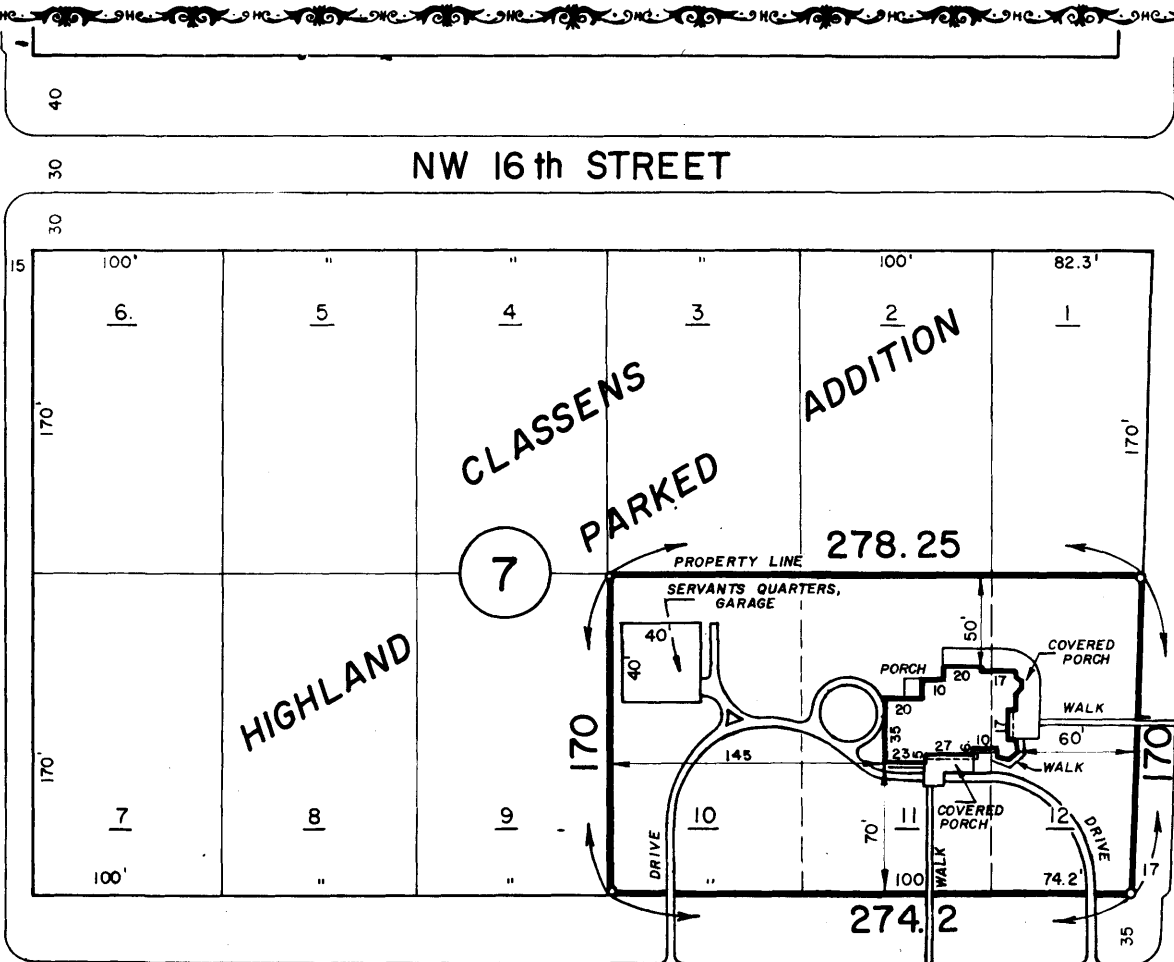 40
30
NW 16th STREET
30
15 100' " " " 100' 82.3'
6. 5 4 3 2 1
CLASSENS
ADDITION
170' 170'
PARKED
HIGHLAND
7
PROPERTY LINE 278.25
SERVANTS QUARTERS,
GARAGE
40'
40'
50'
COVERED
PORCH
PORCH
20 17
10
20
17
WALK
35
60'
170 170
145
23 5 27 6 10
WALK
170'
COVERED
PORCH
70'
7 8 9 10 11 12
DRIVE
WALK
DRIVE
17
100' " " " 100 74.2'
274.2
35